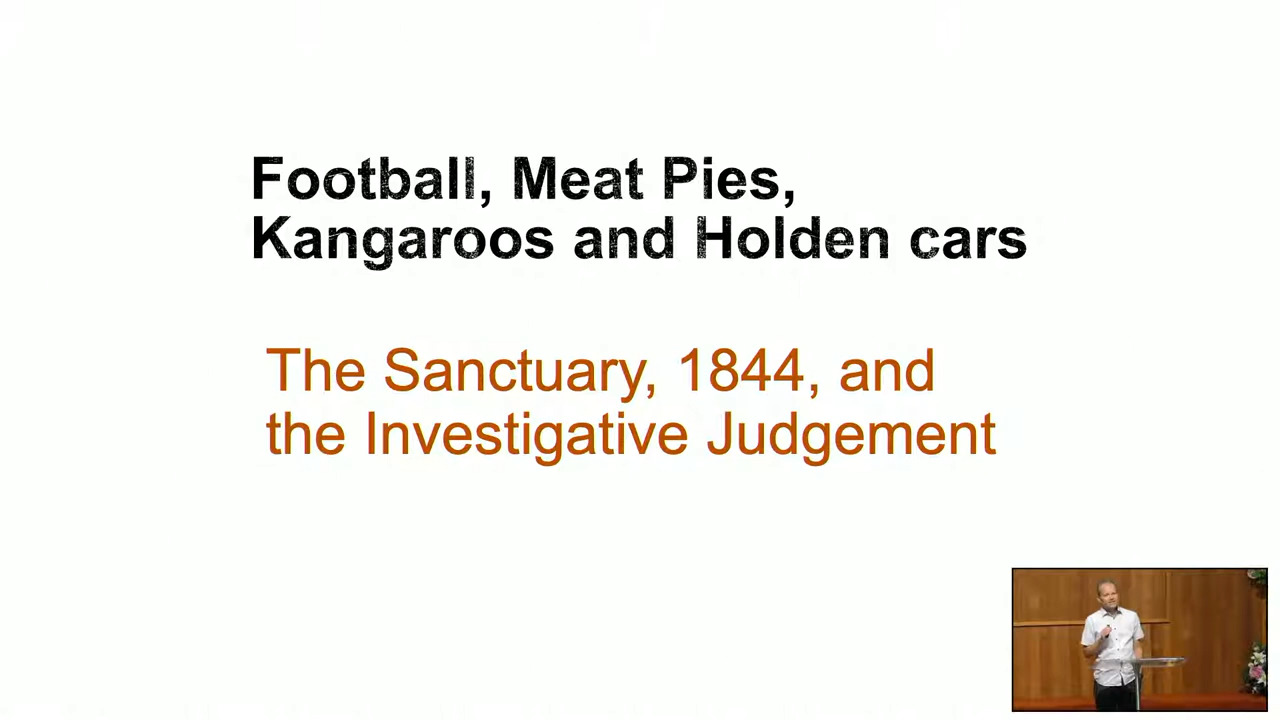 Football, Meat Pies,
Kangaroos and Holden cars
The Sanctuary, 1844, and
the Investigative Judgement